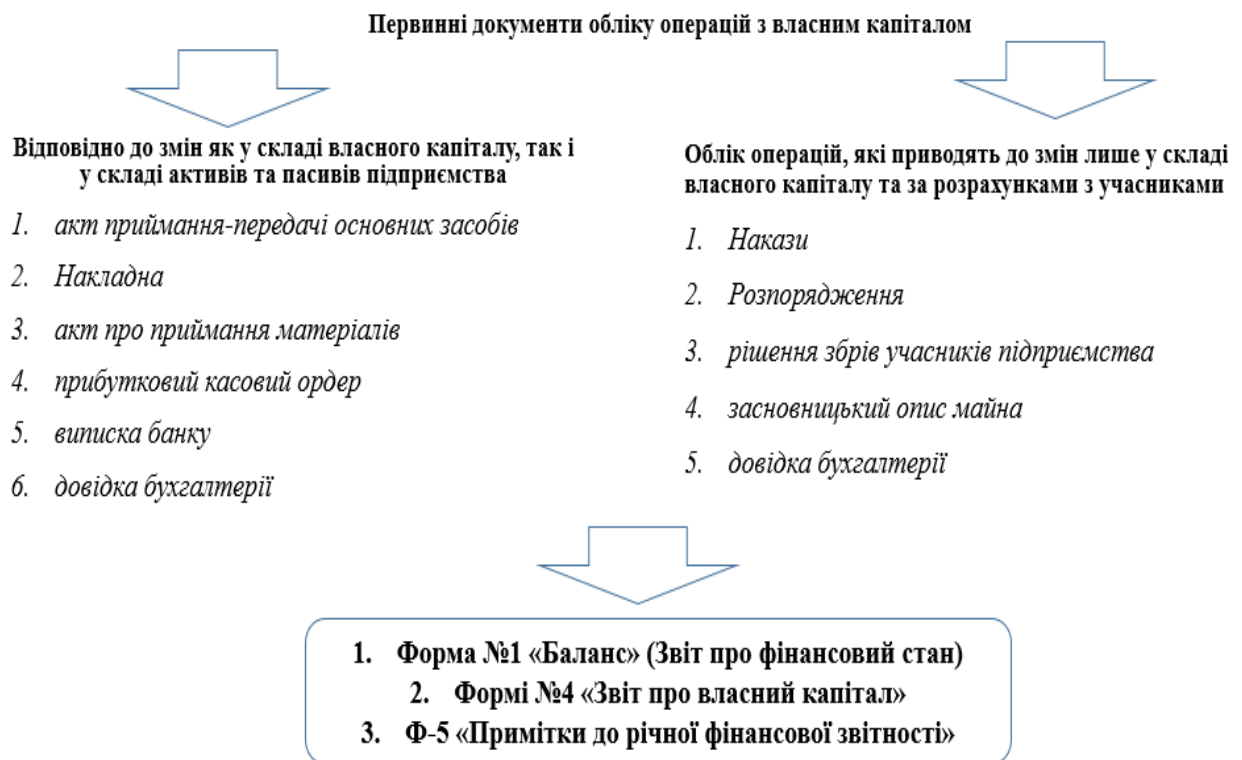 Первинні документи обліку операцій з власним капіталом
Відповідно до змін як у складі власного капіталу, так і
у складі активів та пасивів підприємства
1. акт приймання-передачі основних засобів
2. Накладна
3. акт про приймання матеріалів
4. прибутковий касовий ордер
5. виписка банку
6. довідка бухгалтерії
Облік операцій, які приводять до змін лише у складі
власного капіталу та за розрахунками з учасниками
1. Накази
2. Розпорядження
3. рішення збрів учасників підприємства
4. засновницький опис майна
5. довідка бухгалтерії
1. Форма №1 «Баланс» (Звіт про фінансовий стан)
2. Формі №4 «Звіт про власний капітал»
3. Ф-5 «Примітки до річної фінансової звітності»